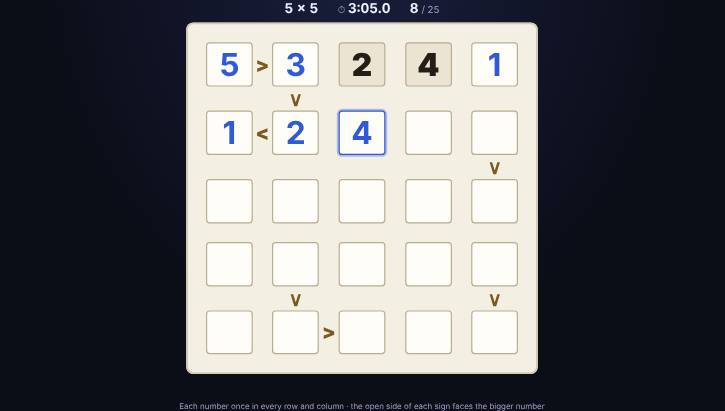 5 × 5 ⏱ 3:05.0 8 / 25
5 > 3 2 4 1
∨
1 < 2 4
∨
∨ ∨
>
Each number once in every row and column · the open side of each sign faces the bigger number